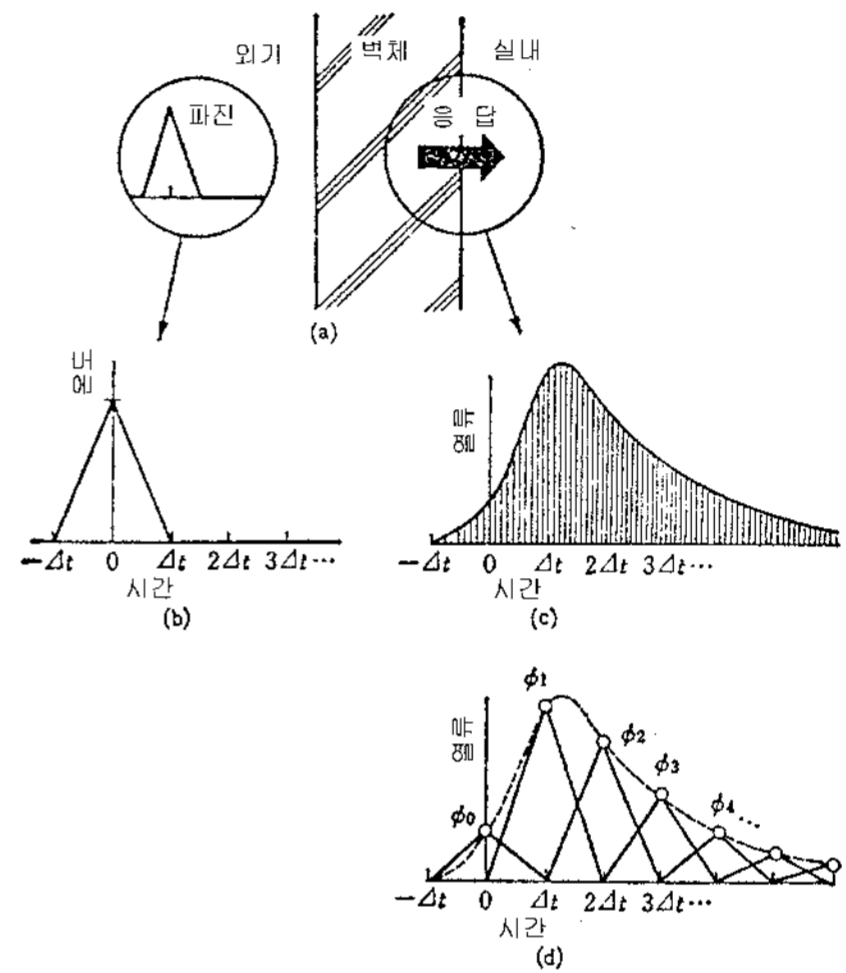 외기 벽체 실내
파진
응 답
(a)
열류
-Δt 0 Δt 2Δt 3Δt…
시간
(b)
-Δt 0 Δt 2Δt 3Δt…
시간
(c)
열류
φ0
φ1
φ2
φ3
φ4…
-Δt 0 Δt 2Δt 3Δt…
시간
(d)